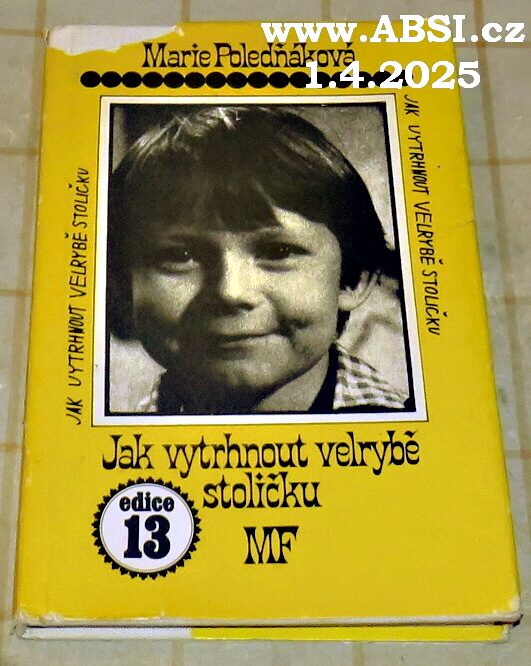 www.ABSI.cz
Marie Poledňáková
1.4.2025
JAK VYTRHNOUT VELRYBĚ STOLIČKU
JAK VYTRHNOUT VELRYBĚ STOLIČKU
Jak vytrhnout velrybě
stoličku
edice
13
MF